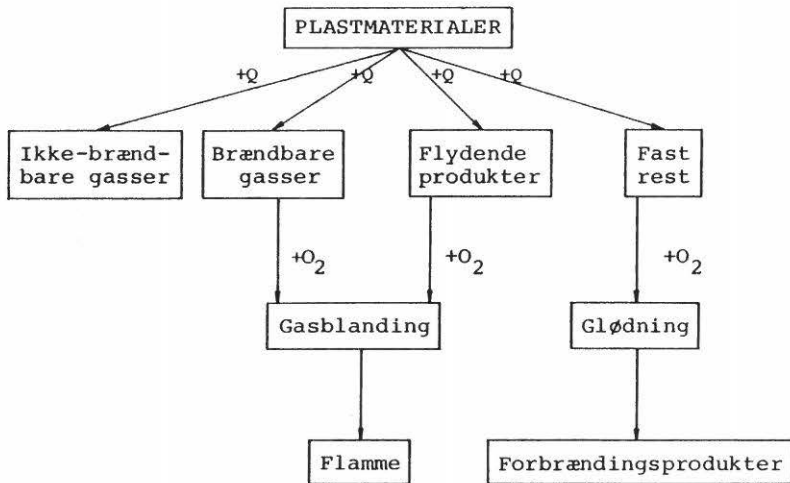 PLASTMATERIALER
+Q +Q +Q +Q
Ikke-brænd-
bare gasser
Brændbare
gasser
Flydende
produkter
Fast
rest
+O₂ +O₂ +O₂
Gasblanding
Glødning
Flamme
Forbrændingsprodukter